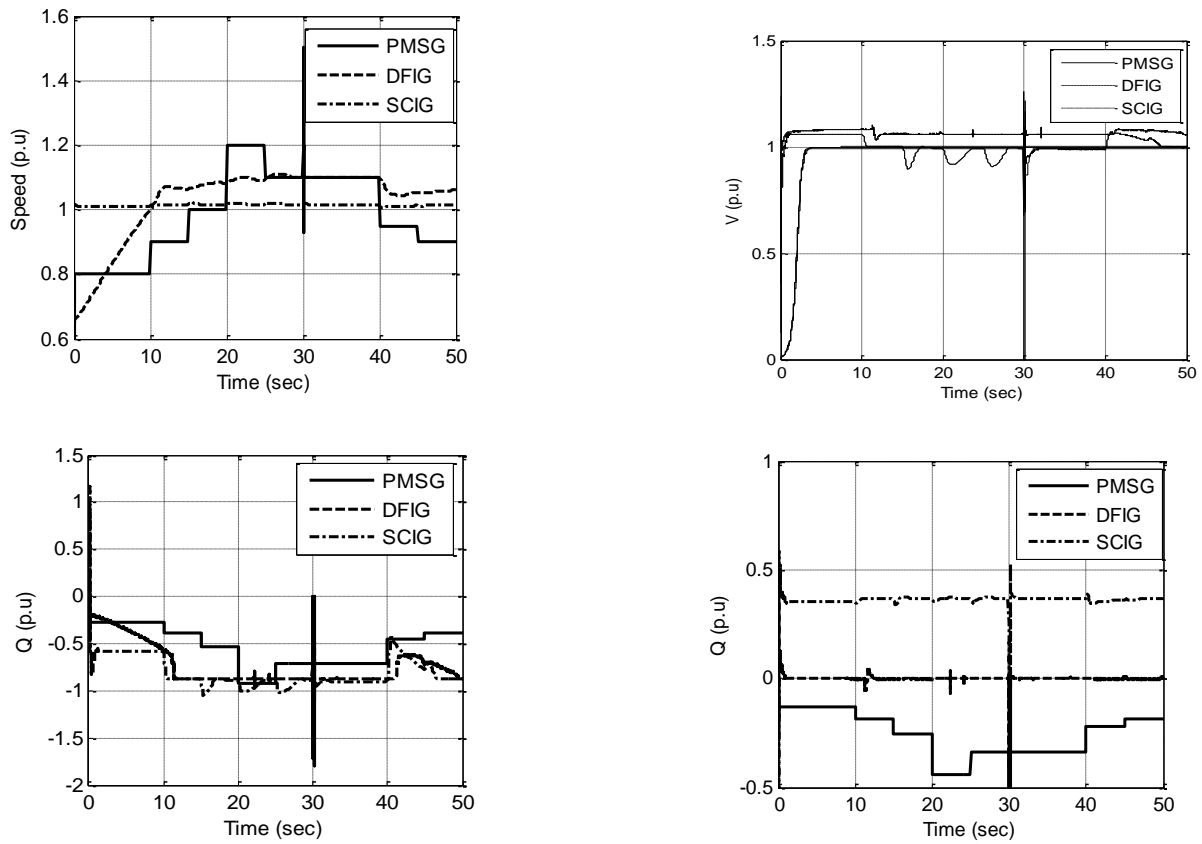 1.6
1.4
1.2
1
0.8
0.6
Speed (p.u)
0 10 20 30 40 50
Time (sec)
PMSG
DFIG
SCIG
1.5
1
0.5
0
V (p.u)
0 10 20 30 40 50
Time (sec)
PMSG
DFIG
SCIG
1.5
1
0.5
0
-0.5
-1
-1.5
-2
Q (p.u)
0 10 20 30 40 50
Time (sec)
PMSG
DFIG
SCIG
1
0.5
0
-0.5
Q (p.u)
0 10 20 30 40 50
Time (sec)
PMSG
DFIG
SCIG